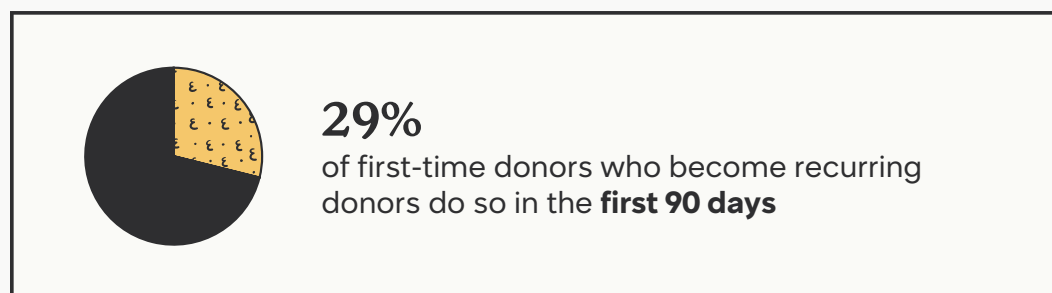 29%
of first-time donors who become recurring
donors do so in the first 90 days